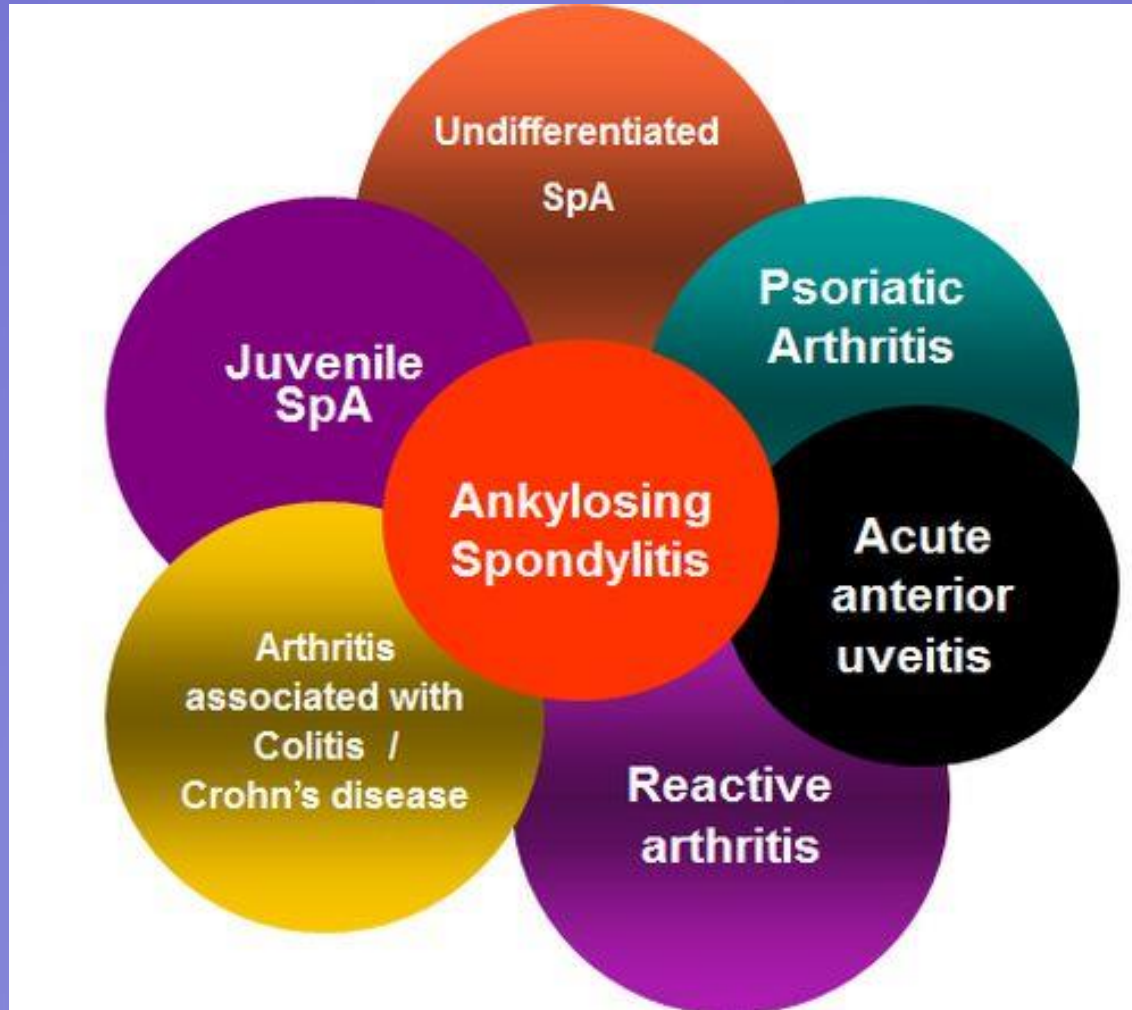 Undifferentiated
SpA
Psoriatic
Arthritis
Juvenile
SpA
Ankylosing
Spondylitis
Acute
anterior
uveitis
Arthritis
associated with
Colitis /
Crohn’s disease
Reactive
arthritis